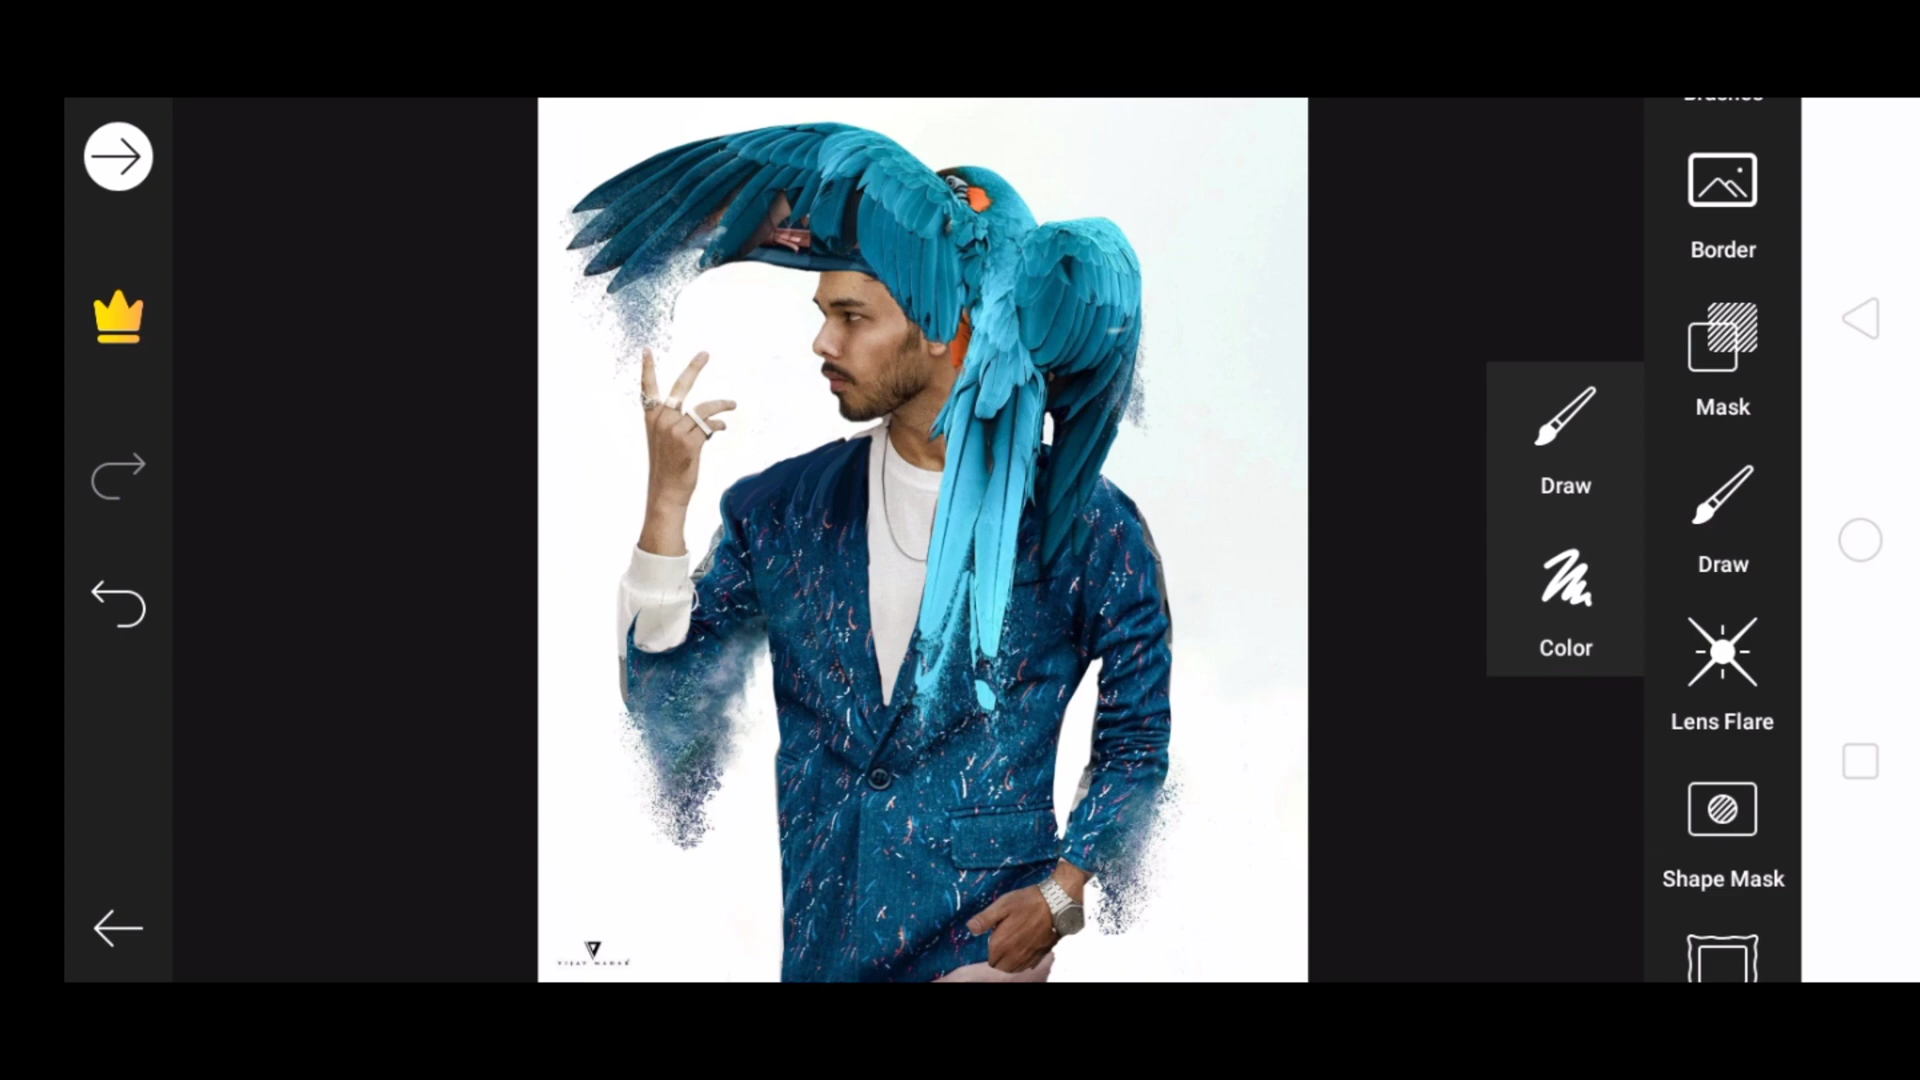 Border
Mask
Draw
Draw
Color
Lens Flare
Shape Mask